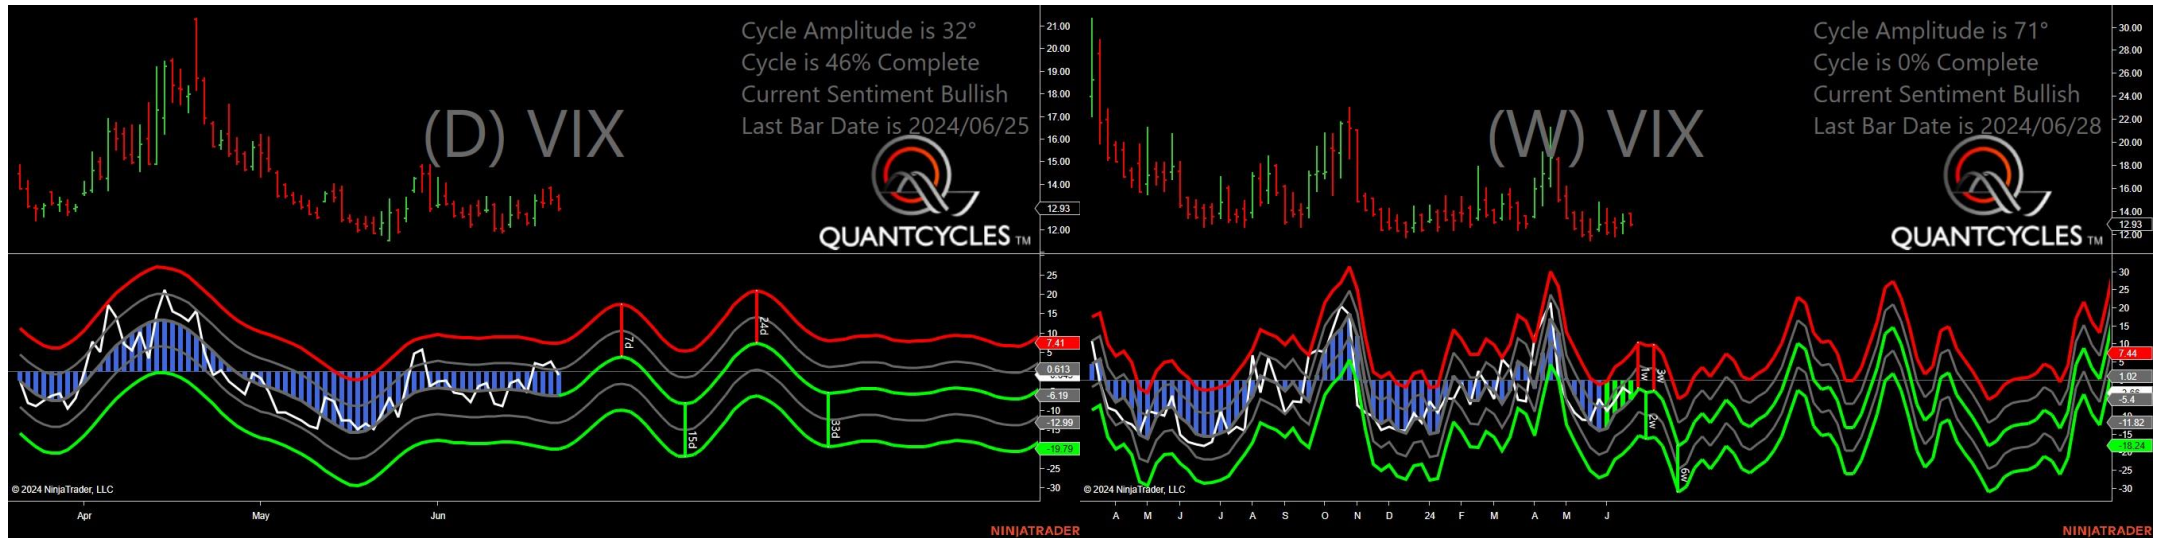 Cycle Amplitude is 32°
Cycle is 46% Complete
Current Sentiment Bullish
Last Bar Date is 2024/06/25
(D) VIX
QUANTCYCLES TM
21.00
20.00
19.00
18.00
17.00
16.00
15.00
14.00
12.93
12.00
25
20
15
10
7.41
5
0.613
-6.19
-10
-12.99
-15
-19.79
-25
-30
7d
15d
24d
33d
© 2024 NinjaTrader, LLC
Apr May Jun
NINJATRADER
Cycle Amplitude is 71°
Cycle is 0% Complete
Current Sentiment Bullish
Last Bar Date is 2024/06/28
(W) VIX
QUANTCYCLES TM
30.00
28.00
26.00
24.00
22.00
20.00
18.00
16.00
14.00
12.93
12.00
30
25
20
15
10
7.44
5
1.02
-5.4
-10
-11.82
-15
-18.24
-20
-25
-30
1w
3w
2w
6w
© 2024 NinjaTrader, LLC
A M J J A S O N D 24 F M A M J
NINJATRADER